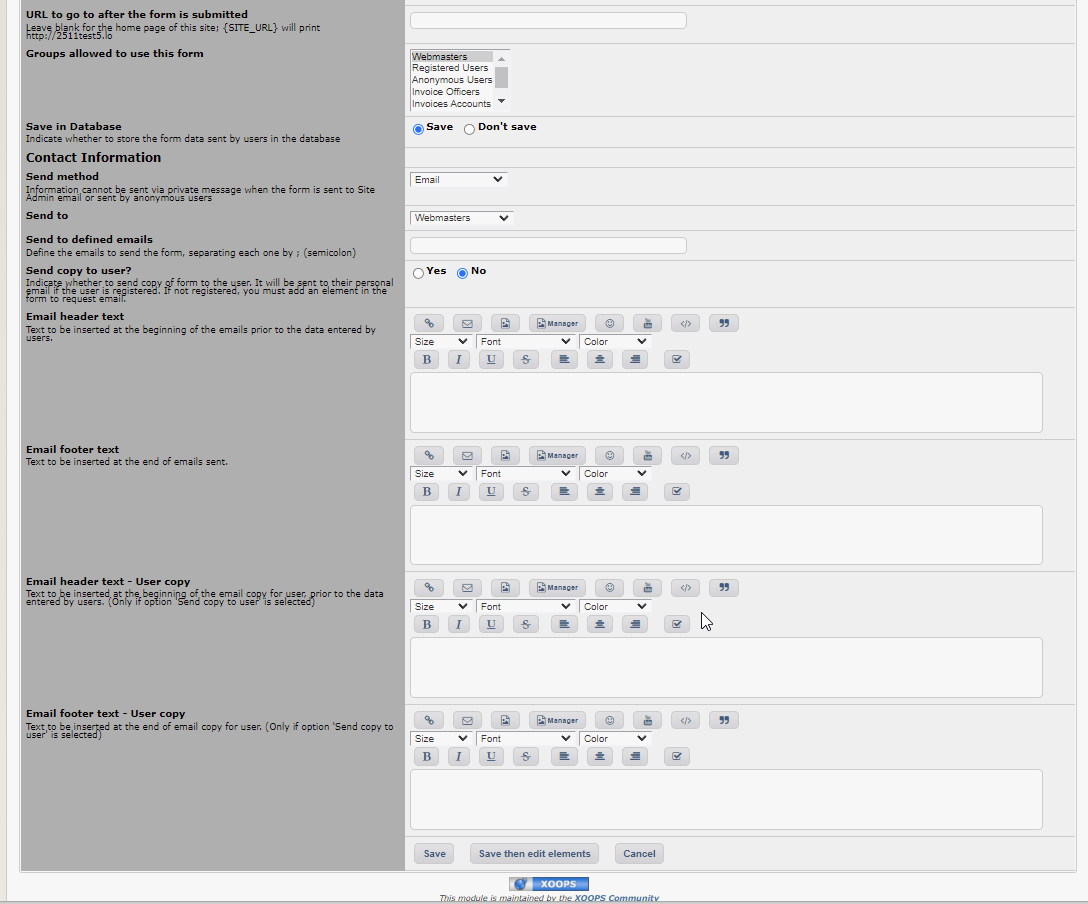 URL to go to after the form is submitted
Leave blank for the home page of this site; {SITE_URL} will print
http://2511test5.lo
Groups allowed to use this form
Webmasters
Registered Users
Anonymous Users
Invoice Officers
Invoices Accounts
Save in Database
Indicate whether to store the form data sent by users in the database
Save Don't save
Contact Information
Send method
Information cannot be sent via private message when the form is sent to Site
Admin email or sent by anonymous users
Email
Send to
Webmasters
Send to defined emails
Define the emails to send the form, separating each one by ; (semicolon)
Send copy to user?
Indicate whether to send copy of form to the user. It will be sent to their personal
email if the user is registered. If not registered, you must add an element in the
form to request email.
Yes No
Email header text
Text to be inserted at the beginning of the emails prior to the data entered by
users.
Manager
Size Font Color
B I U S
Email footer text
Text to be inserted at the end of emails sent.
Manager
Size Font Color
B I U S
Email header text - User copy
Text to be inserted at the beginning of the email copy for user, prior to the data
entered by users. (Only if option 'Send copy to user' is selected)
Manager
Size Font Color
B I U S
Email footer text - User copy
Text to be inserted at the end of email copy for user. (Only if option 'Send copy to
user' is selected)
Manager
Size Font Color
B I U S
Save Save then edit elements Cancel
XOOPS
This module is maintained by the XOOPS Community